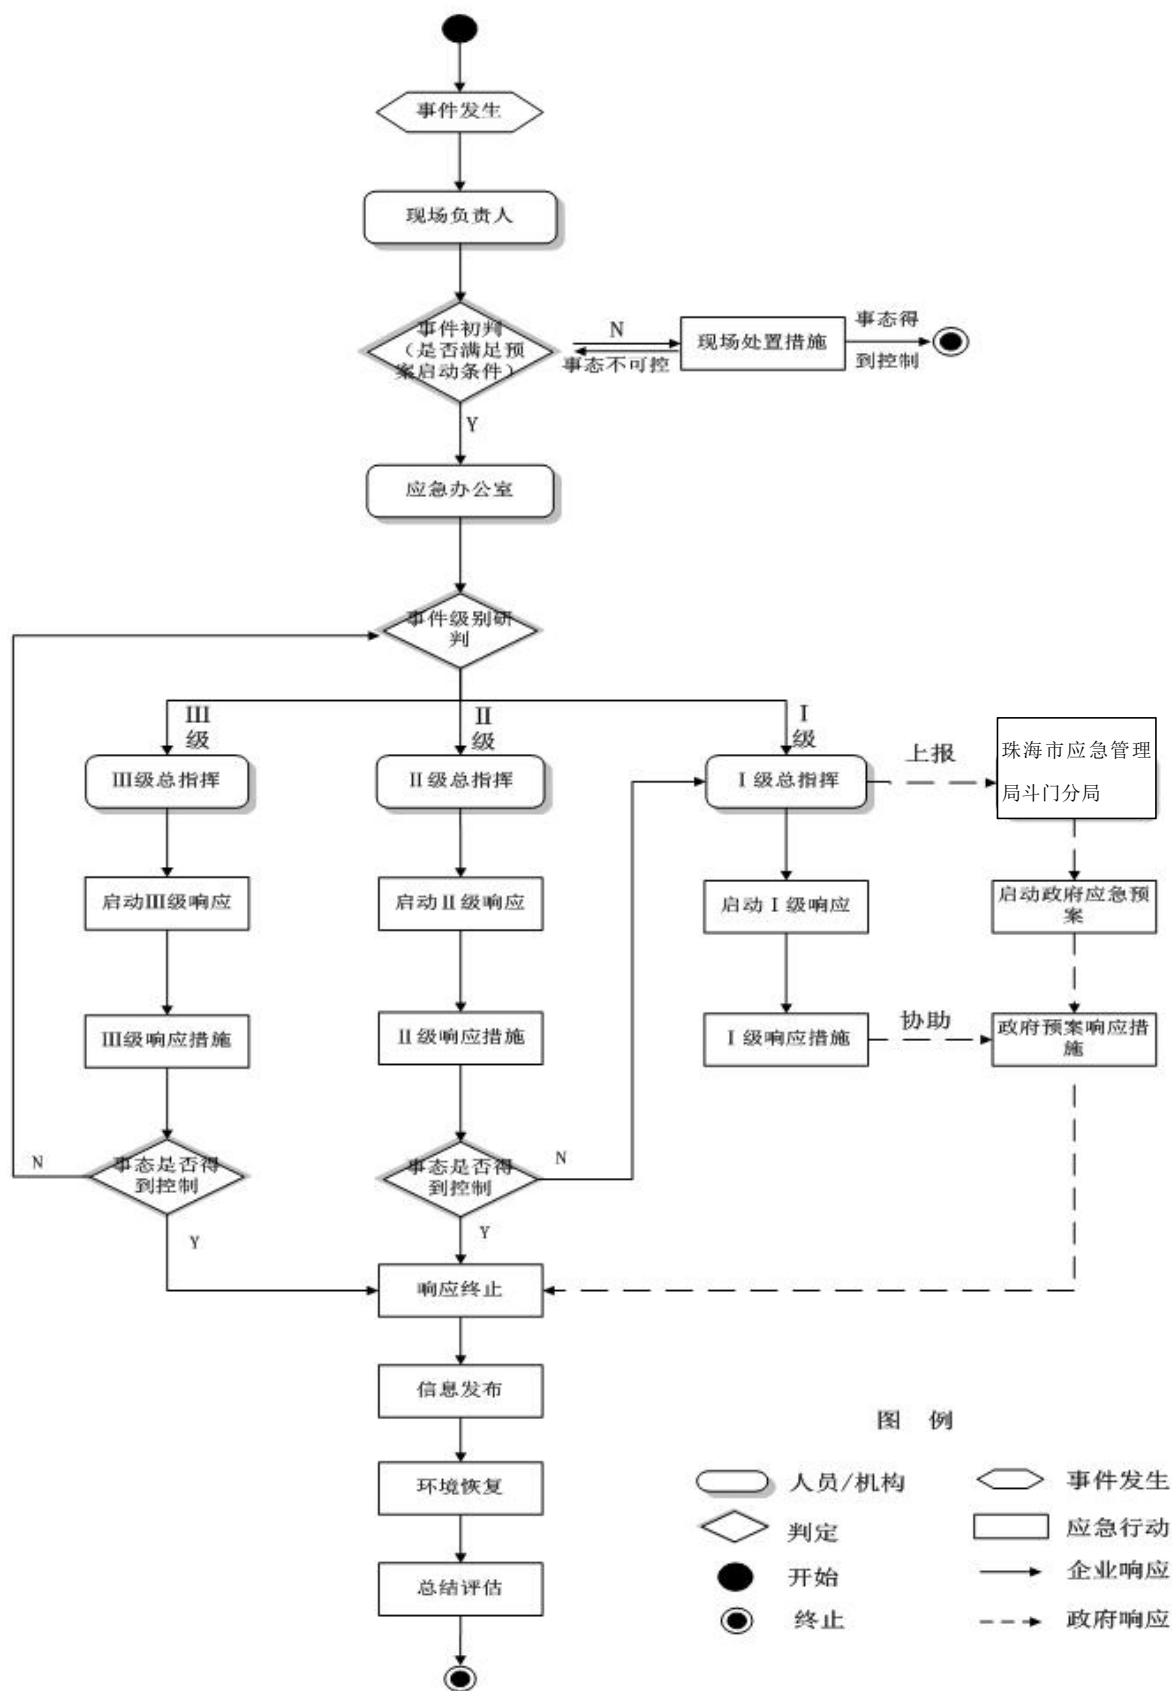 事件发生
现场负责人
事件初判
（是否满足预
案启动条件）
N
事态不可控
现场处置措施
事态得
到控制
Y
应急办公室
事件级别研
判
Ⅲ
级
Ⅱ
级
Ⅰ
级
Ⅲ级总指挥
Ⅱ级总指挥
Ⅰ级总指挥
上报
珠海市应急管理
局斗门分局
启动Ⅲ级响应
启动Ⅱ级响应
启动Ⅰ级响应
启动政府应急预
案
Ⅲ级响应措施
Ⅱ级响应措施
Ⅰ级响应措施
协助
政府预案响应措
施
N
事态是否得
到控制
事态是否得
到控制
N
Y
Y
响应终止
信息发布
环境恢复
总结评估
图 例
人员/机构
事件发生
判定
应急行动
开始
企业响应
终止
政府响应